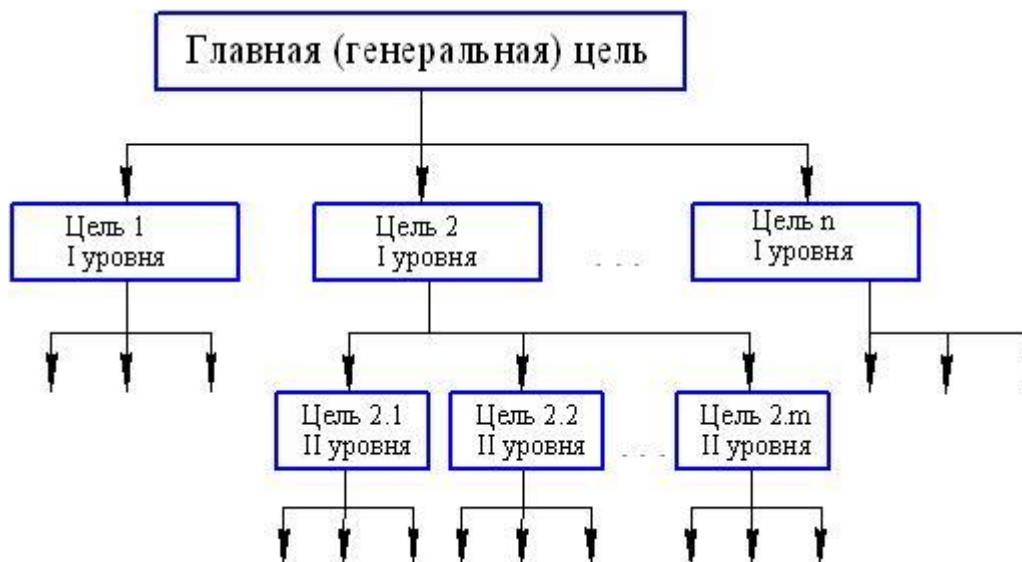 Главная (генеральная) цель
Цель 1
I уровня
Цель 2
I уровня
. . .
Цель n
I уровня
Цель 2.1
II уровня
Цель 2.2
II уровня
. . .
Цель 2.m
II уровня